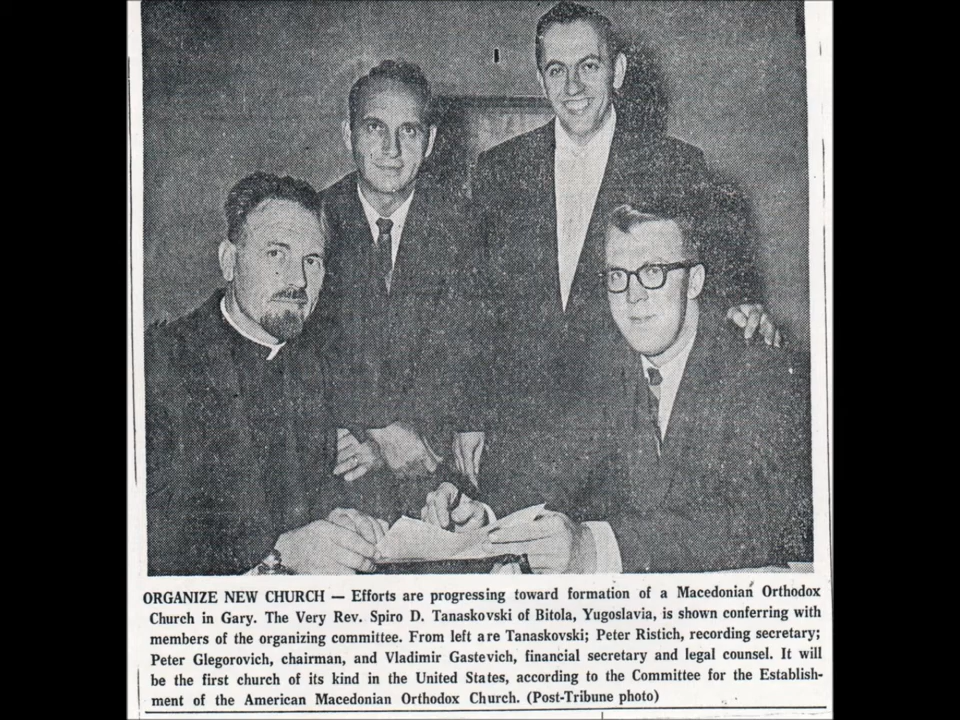 ORGANIZE NEW CHURCH — Efforts are progressing toward formation of a Macedonian Orthodox
Church in Gary. The Very Rev. Spiro D. Tanaskovski of Bitola, Yugoslavia, is shown conferring with
members of the organizing committee. From left are Tanaskovski; Peter Ristich, recording secretary;
Peter Glegorovich, chairman, and Vladimir Gastevich, financial secretary and legal counsel. It will
be the first church of its kind in the United States, according to the Committee for the Establish-
ment of the American Macedonian Orthodox Church. (Post-Tribune photo)